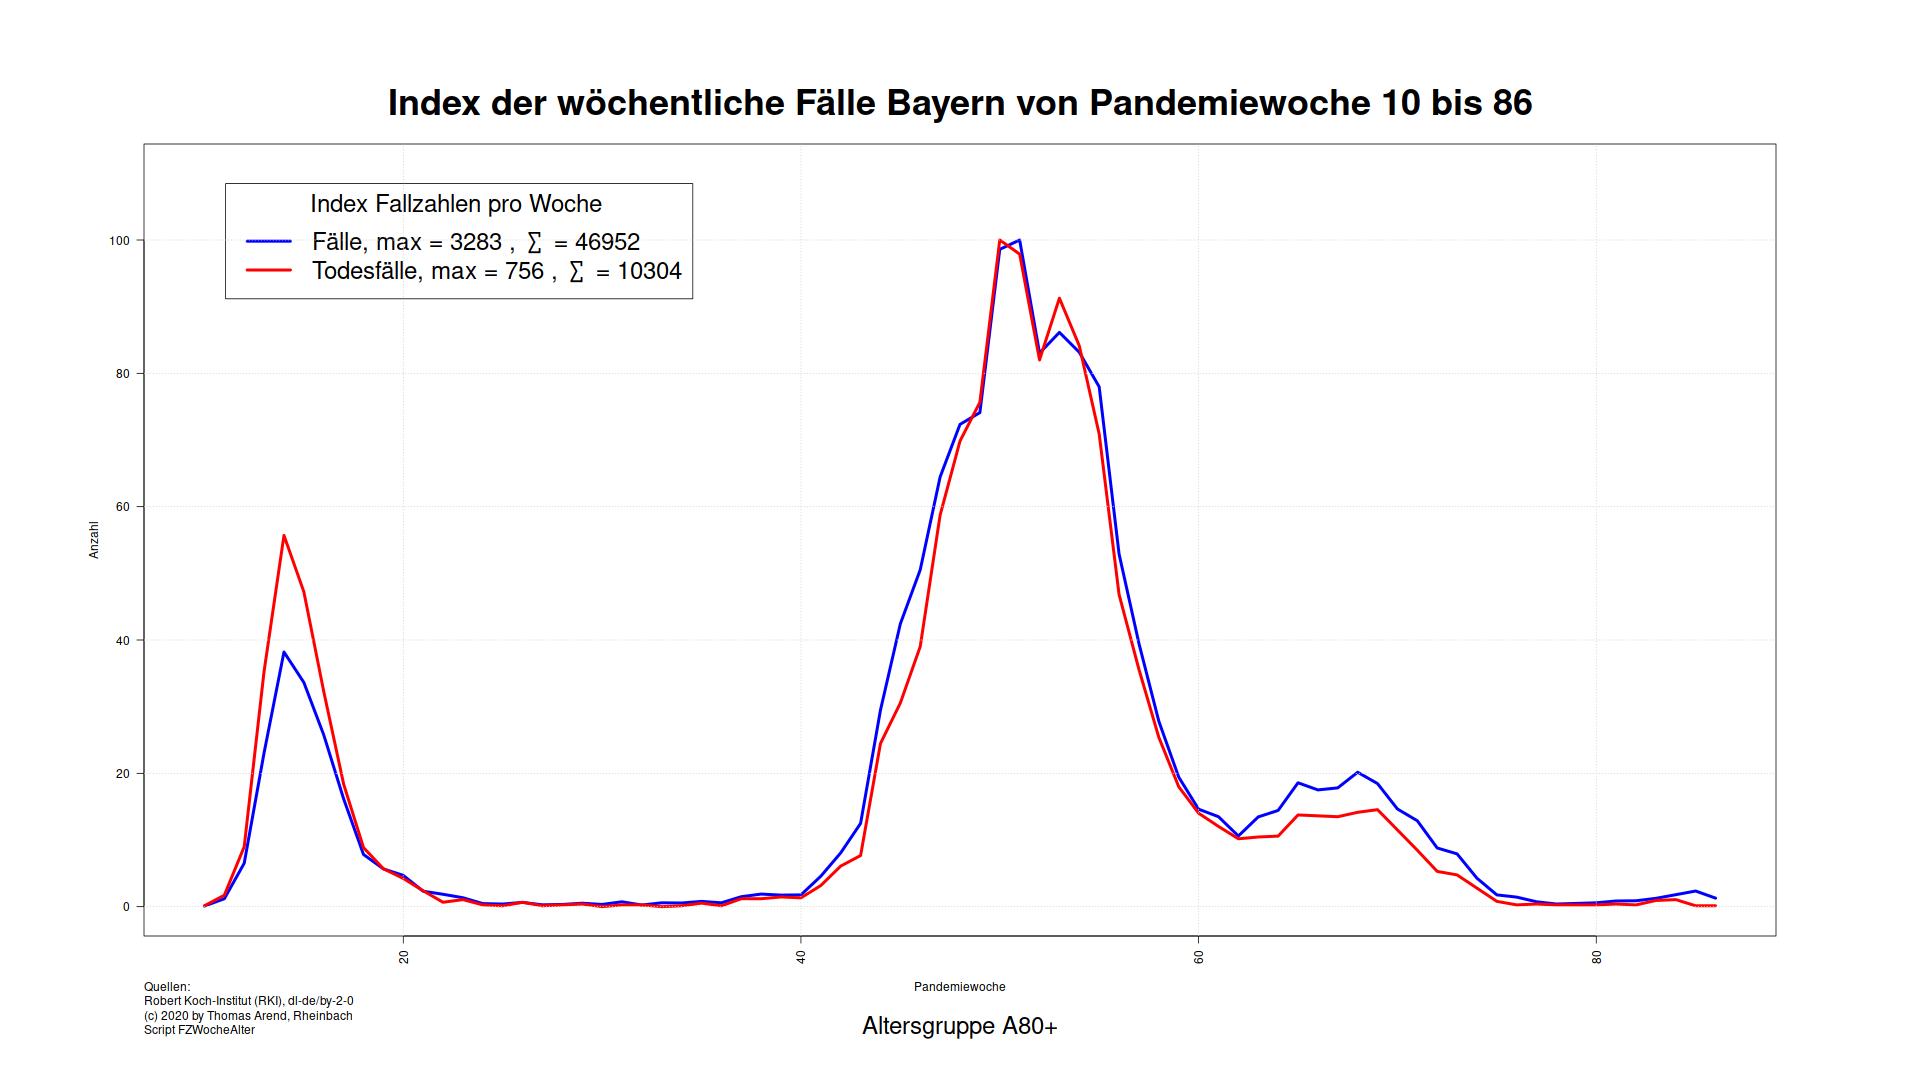 Index der wöchentliche Fälle Bayern von Pandemiewoche 10 bis 86
Index Fallzahlen pro Woche
Fälle, max = 3283 , ∑ = 46952
Todesfälle, max = 756 , ∑ = 10304
100
80
60
40
20
0
Anzahl
20
40
60
80
Pandemiewoche
Quellen:
Robert Koch-Institut (RKI), dl-de/by-2-0
(c) 2020 by Thomas Arend, Rheinbach
Script FZWocheAlter
Altersgruppe A80+